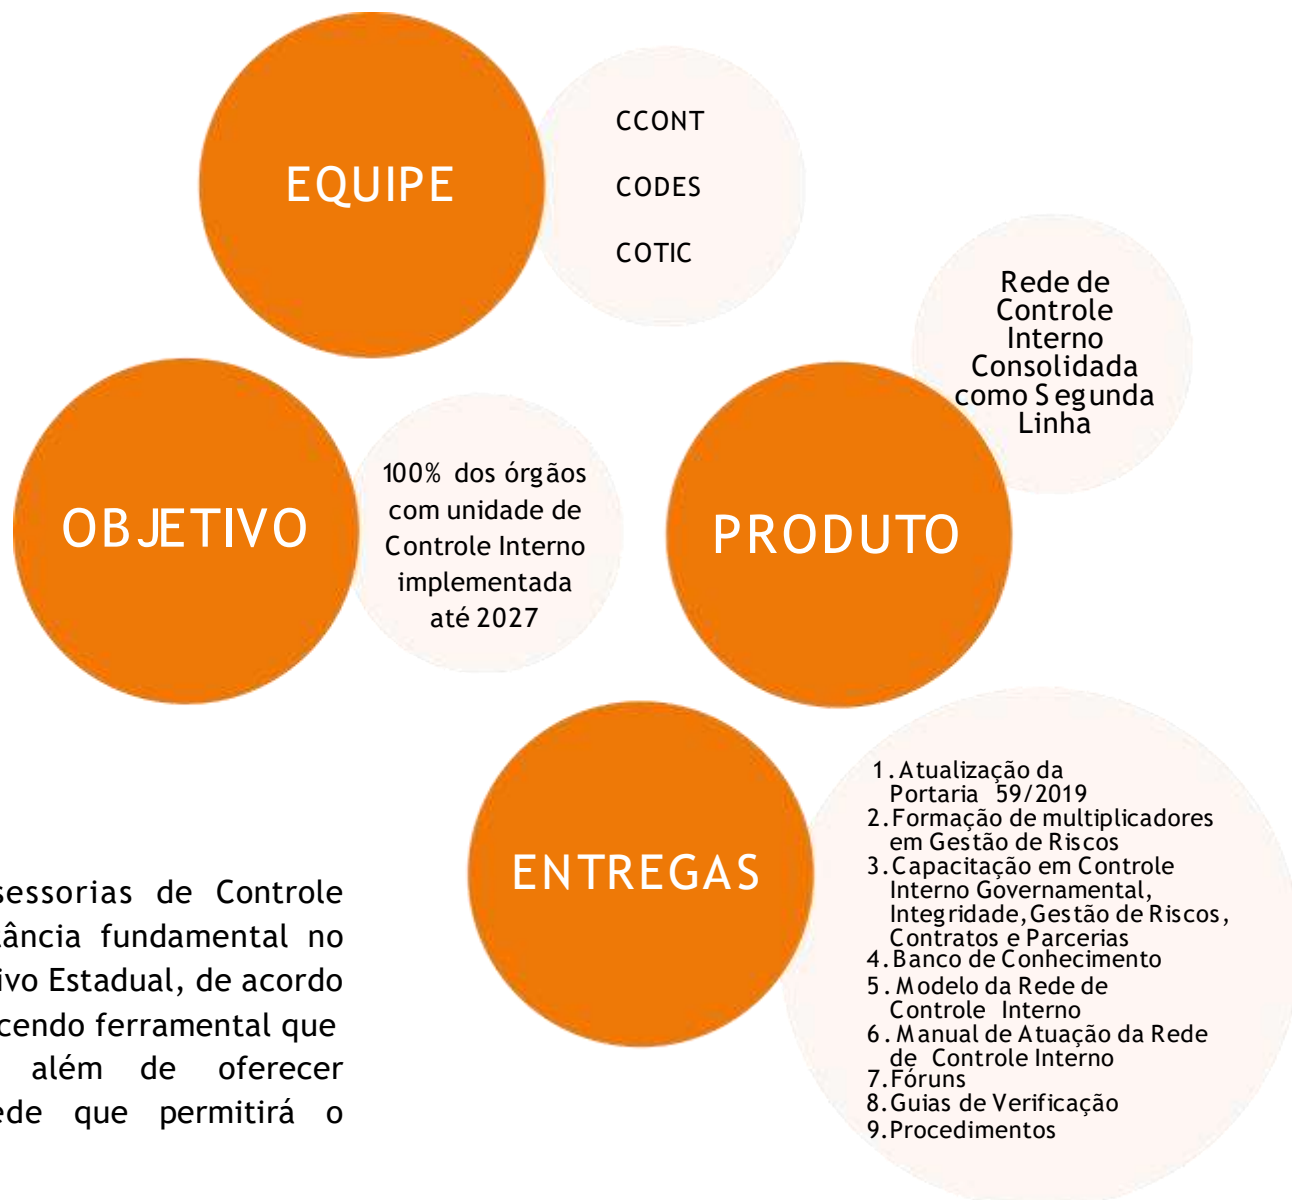 EQUIPE
CCONT
CODES
COTIC
OBJETIVO
100% dos órgãos
com unidade de
Controle Interno
implementada
até 2027
PRODUTO
Rede de
Controle
Interno
Consolidada
como Segunda
Linha
ENTREGAS
1. Atualização da
Portaria 59/2019
2. Formação de multiplicadores
em Gestão de Riscos
3. Capacitação em Controle
Interno Governamental,
Integridade, Gestão de Riscos,
Contratos e Parcerias
4. Banco de Conhecimento
5. Modelo da Rede de
Controle Interno
6. Manual de Atuação da Rede
de Controle Interno
7. Fóruns
8. Guias de Verificação
9. Procedimentos
sessorias de Controle
ância fundamental no
ivo Estadual, de acordo
cendo ferramental que
além de oferecer
ede que permitirá o